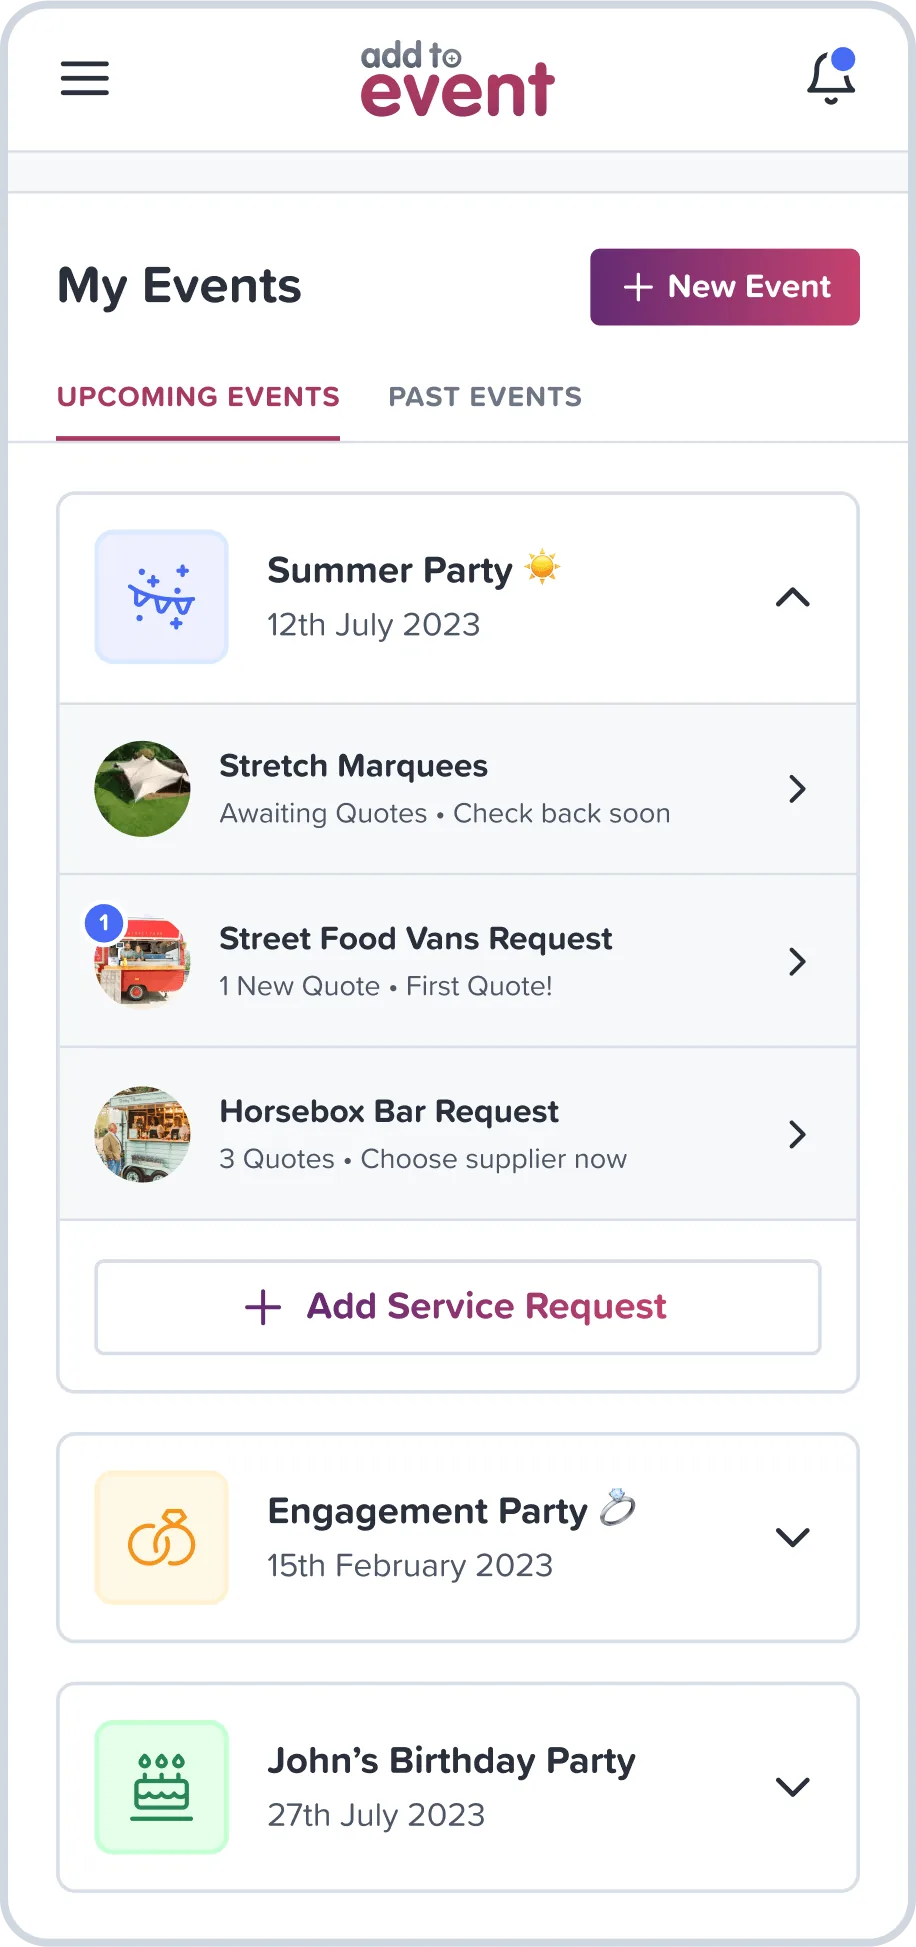 add to
event
My Events
+ New Event
UPCOMING EVENTS
PAST EVENTS
Summer Party ☀️
12th July 2023
Stretch Marquees
Awaiting Quotes • Check back soon
1
Street Food Vans Request
1 New Quote • First Quote!
Horsebox Bar Request
3 Quotes • Choose supplier now
+ Add Service Request
Engagement Party 💍
15th February 2023
John’s Birthday Party
27th July 2023